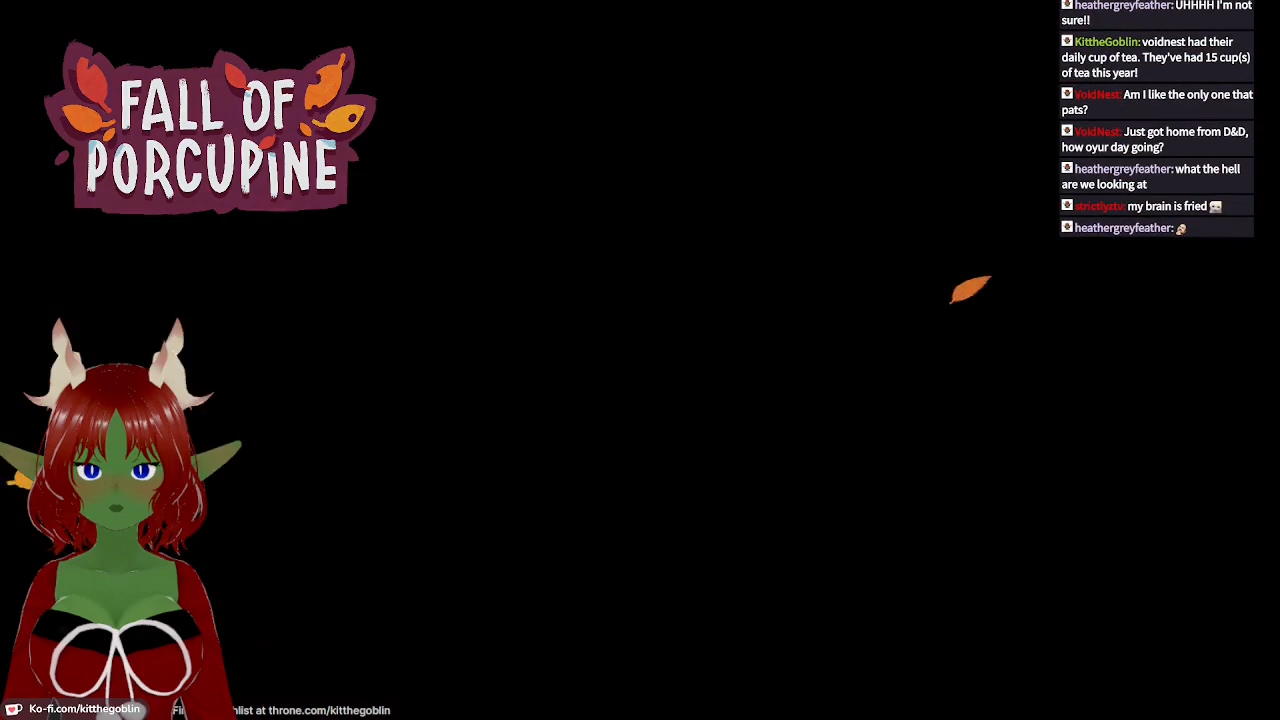 FALL OF
PORCUPINE
heathergreyfeather: UHHHH I'm not
sure!!
KittheGoblin: voidnest had their
daily cup of tea. They've had 15 cup(s)
of tea this year!
VoidNest: Am I like the only one that
pats?
VoidNest: Just got home from D&D,
how oyur day going?
heathergreyfeather: what the hell
are we looking at
strictlyztv: my brain is fried
heathergreyfeather:
Ko-fi.com/kitthegoblin
hlist at throne.com/kitthegoblin